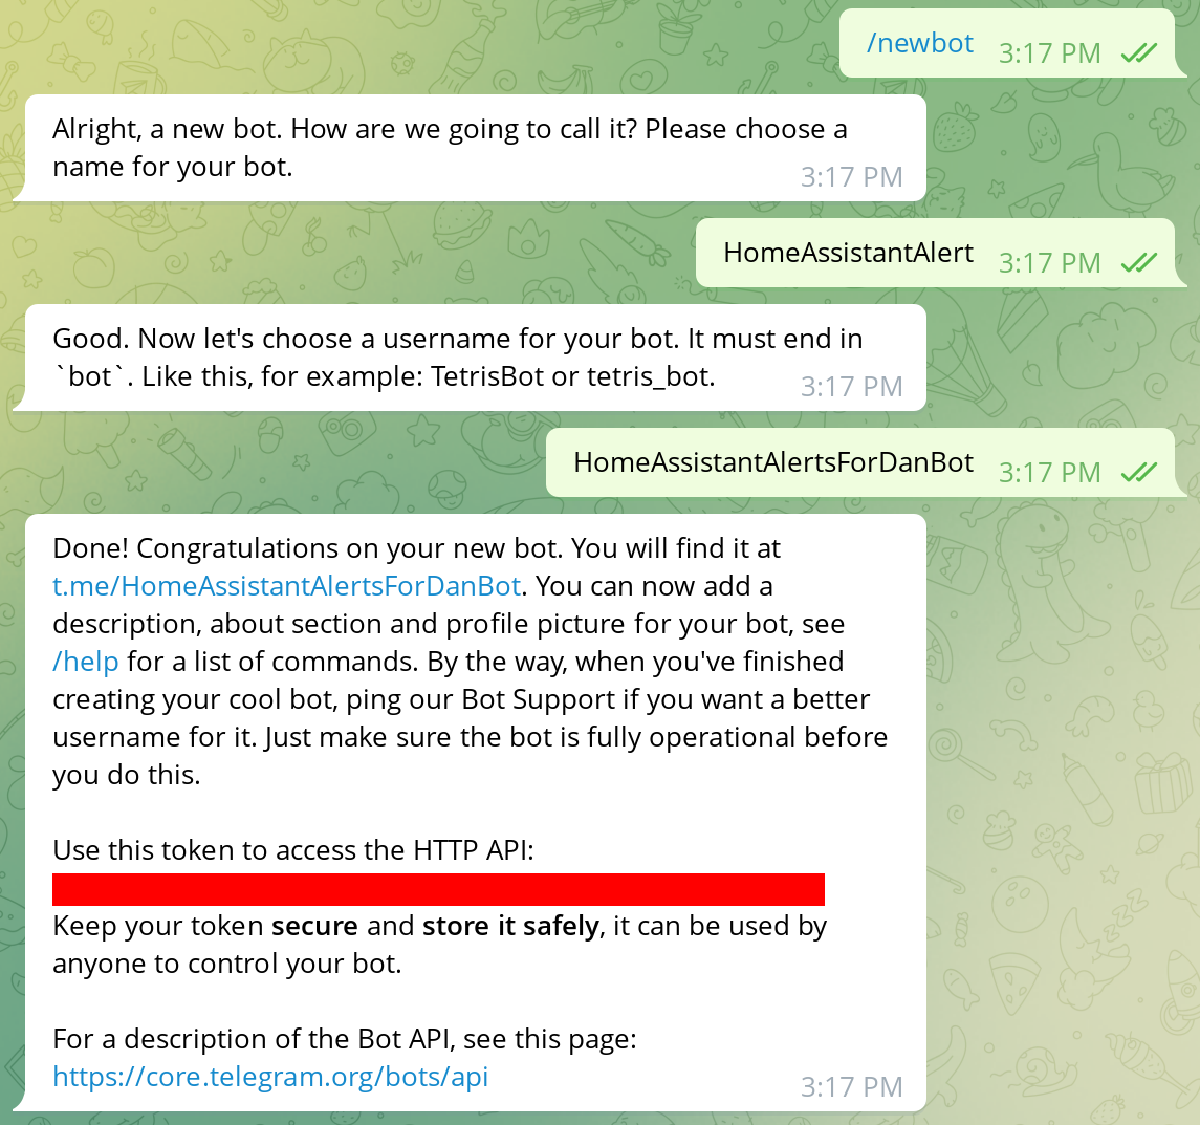 /newbot 3:17 PM
Alright, a new bot. How are we going to call it? Please choose a
name for your bot.
3:17 PM
HomeAssistantAlert 3:17 PM
Good. Now let's choose a username for your bot. It must end in
`bot`. Like this, for example: TetrisBot or tetris_bot.
3:17 PM
HomeAssistantAlertsForDanBot 3:17 PM
Done! Congratulations on your new bot. You will find it at
t.me/HomeAssistantAlertsForDanBot. You can now add a
description, about section and profile picture for your bot, see
/help for a list of commands. By the way, when you've finished
creating your cool bot, ping our Bot Support if you want a better
username for it. Just make sure the bot is fully operational before
you do this.
Use this token to access the HTTP API:
Keep your token secure and store it safely, it can be used by
anyone to control your bot.
For a description of the Bot API, see this page:
https://core.telegram.org/bots/api
3:17 PM